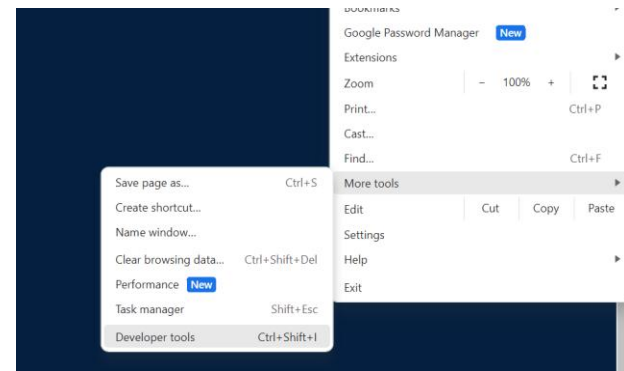 Bookmarks
Google Password Manager New
Extensions
Zoom - 100% +
Print... Ctrl+P
Cast...
Find... Ctrl+F
More tools
Edit Cut Copy Paste
Settings
Help
Exit
Save page as... Ctrl+S
Create shortcut...
Name window...
Clear browsing data... Ctrl+Shift+Del
Performance New
Task manager Shift+Esc
Developer tools Ctrl+Shift+I